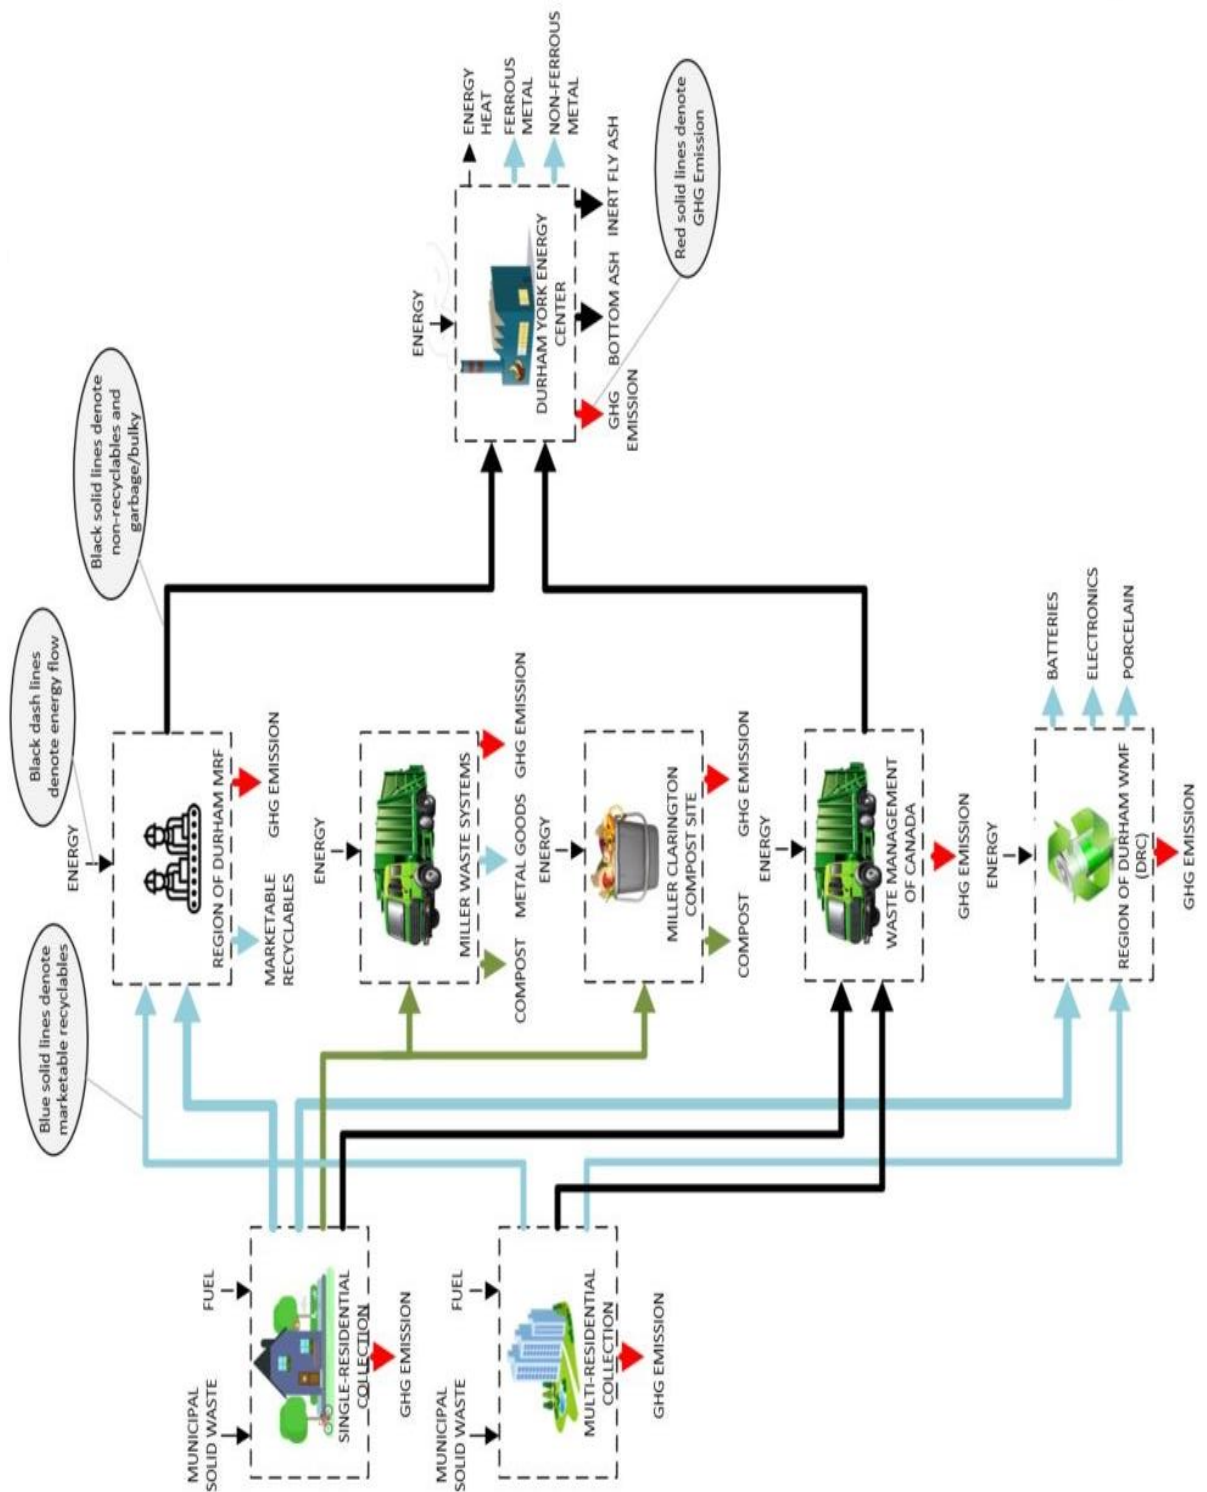 Blue solid lines denote
marketable recyclables
Black dash lines
denote energy flow
Black solid lines denote
non-recyclables and
garbage/bulky
Red solid lines denote
GHG Emission
MUNICIPAL
SOLID WASTE
FUEL
SINGLE-RESIDENTIAL
COLLECTION
GHG EMISSION
MUNICIPAL
SOLID WASTE
FUEL
MULTI-RESIDENTIAL
COLLECTION
GHG EMISSION
ENERGY
REGION OF DURHAM MRF
MARKETABLE
RECYCLABLES
GHG EMISSION
ENERGY
MILLER WASTE SYSTEMS
COMPOST
METAL GOODS
GHG EMISSION
ENERGY
MILLER CLARINGTON
COMPOST SITE
COMPOST
GHG EMISSION
ENERGY
WASTE MANAGEMENT
OF CANADA
GHG EMISSION
ENERGY
REGION OF DURHAM WMF
(DRC)
GHG EMISSION
BATTERIES
ELECTRONICS
PORCELAIN
ENERGY
DURHAM YORK ENERGY
CENTER
GHG
EMISSION
BOTTOM ASH
INERT FLY ASH
ENERGY
HEAT
FERROUS
METAL
NON-FERROUS
METAL